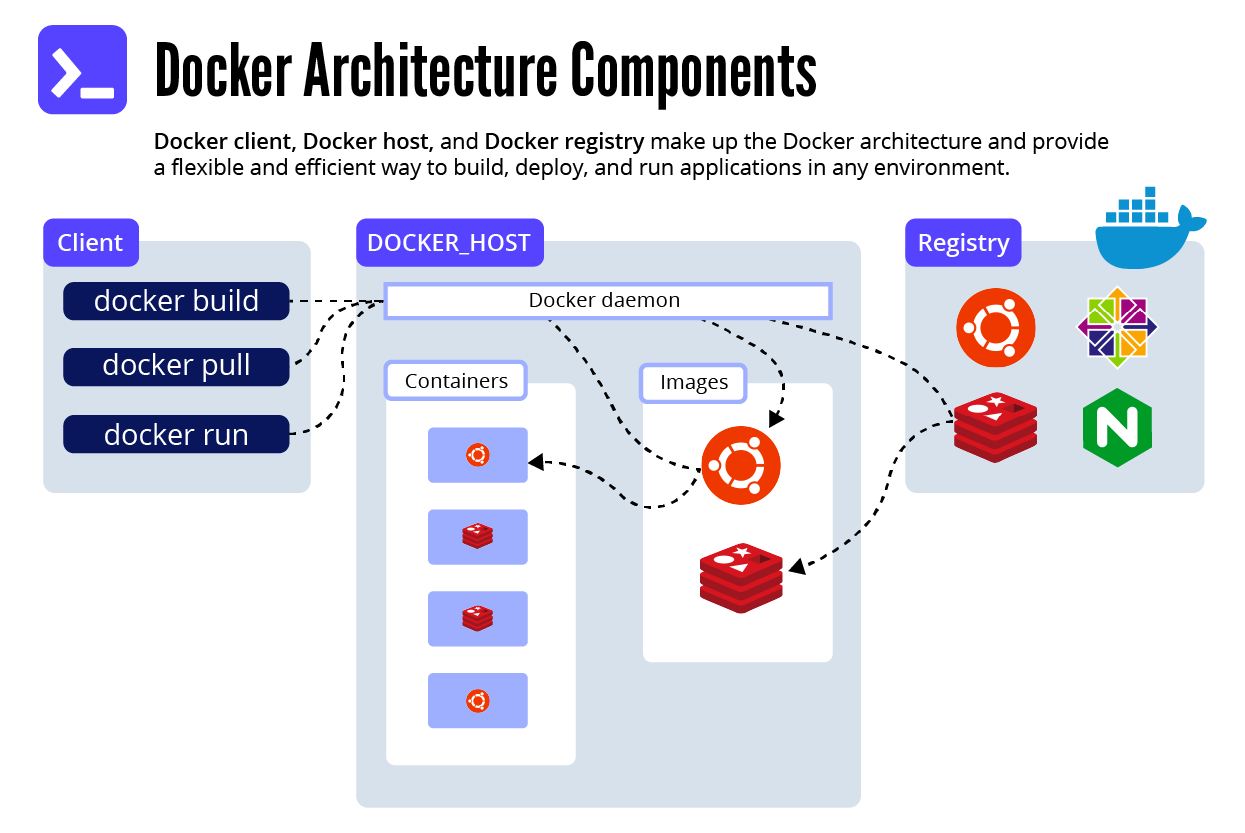 Docker Architecture Components
Docker client, Docker host, and Docker registry make up the Docker architecture and provide
a flexible and efficient way to build, deploy, and run applications in any environment.
Client
docker build
docker pull
docker run
DOCKER_HOST
Docker daemon
Containers
Images
Registry
N